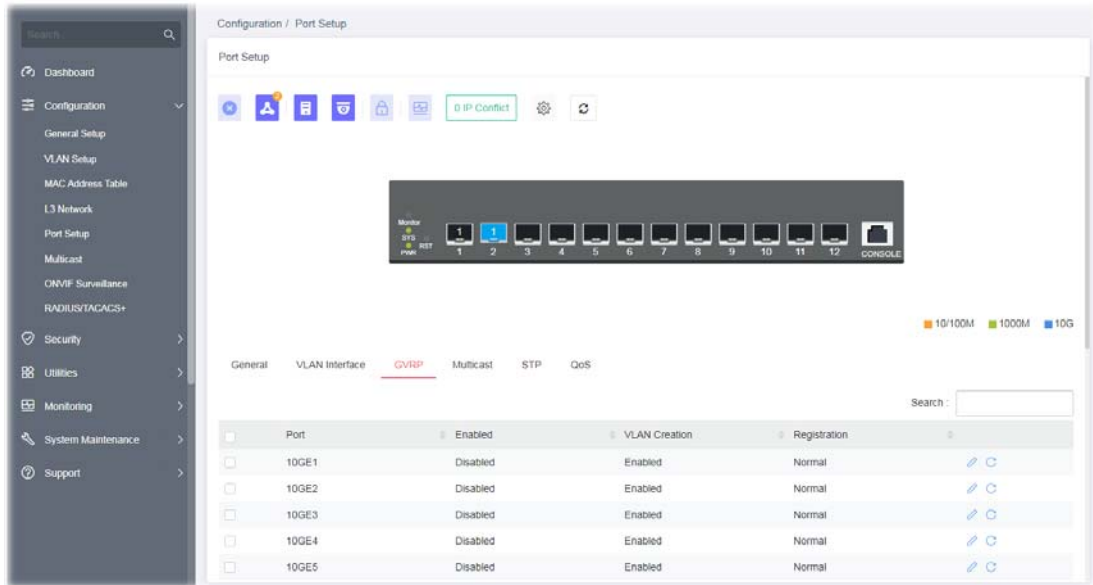 Configuration / Port Setup
Search..
Port Setup
Dashboard
Configuration
0 IP Conflict
General Setup
VLAN Setup
MAC Address Table
L3 Network
Port Setup
Multicast
ONVIF Surveillance
RADIUS/TACACS+
Security
Utilities
Monitoring
System Maintenance
Support
Monitor
SYS
RST
PWR
1 1
1 2 3 4 5 6 7 8 9 10 11 12 CONSOLE
10/100M 1000M 10G
General VLAN Interface GVRP Multicast STP QoS
Search :
Port Enabled VLAN Creation Registration
10GE1 Disabled Enabled Normal
10GE2 Disabled Enabled Normal
10GE3 Disabled Enabled Normal
10GE4 Disabled Enabled Normal
10GE5 Disabled Enabled Normal